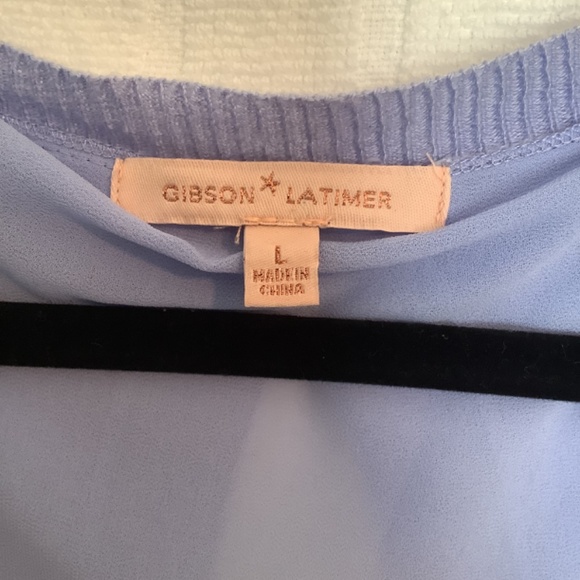 GIBSON * LATIMER
L
MADE IN
CHINA